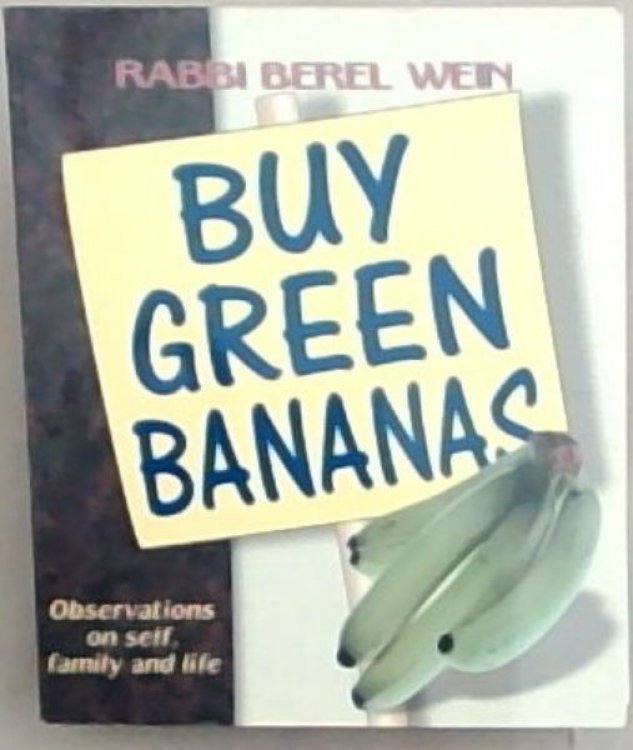 RABBI BEREL WEIN
BUY
GREEN
BANANAS
Observations
on self,
family and life